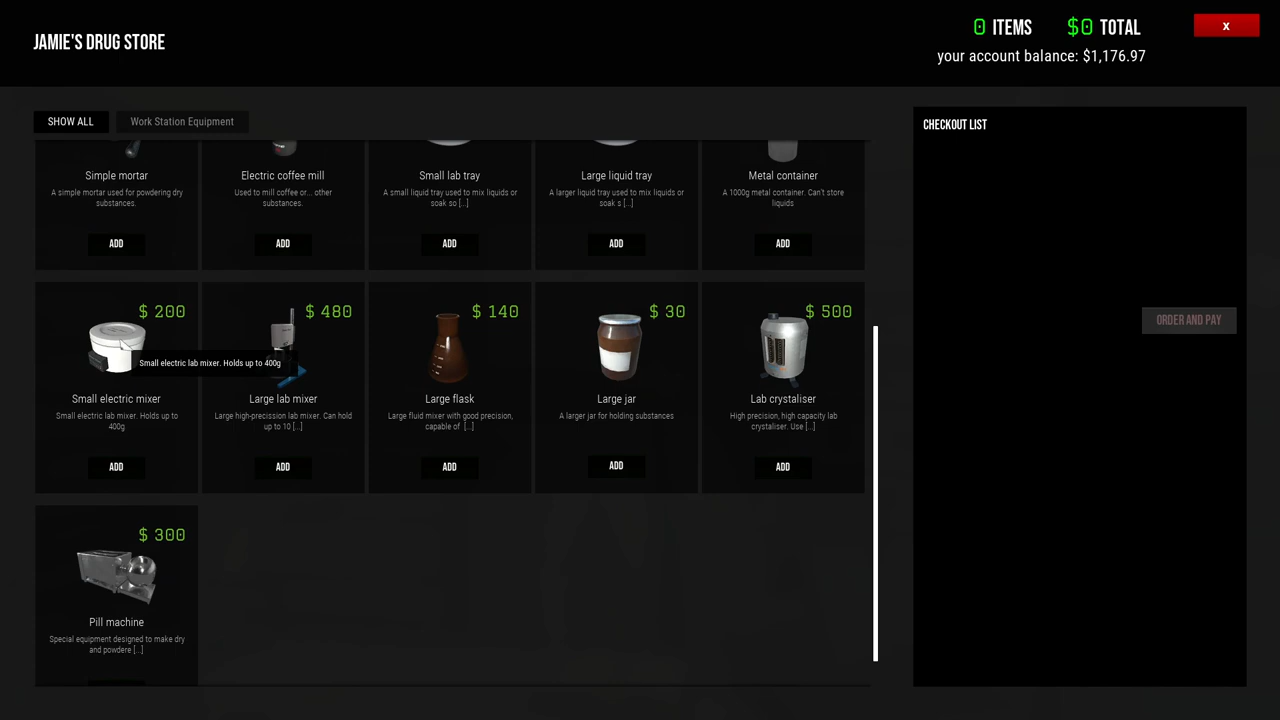 JAMIE'S DRUG STORE
0 ITEMS $0 TOTAL
x
your account balance: $1,176.97
SHOW ALL
Work Station Equipment
CHECKOUT LIST
Simple mortar
A simple mortar used for powdering dry
substances.
ADD
Electric coffee mill
Used to mill coffee or... other
substances.
ADD
Small lab tray
A small liquid tray used to mix liquids or
soak so [...]
ADD
Large liquid tray
A larger liquid tray used to mix liquids or
soak s [...]
ADD
Metal container
A 1000g metal container. Can't store
liquids
ADD
$ 200
Small electric lab mixer. Holds up to 400g
Small electric mixer
Small electric lab mixer. Holds up to
400g
ADD
$ 480
Large lab mixer
Large high-precission lab mixer. Can hold
up to 10 [...]
ADD
$ 140
Large flask
Large fluid mixer with good precision,
capable of [...]
ADD
$ 30
Large jar
A larger jar for holding substances
ADD
$ 500
Lab crystaliser
High precision, high capacity lab
crystaliser. Use [...]
ADD
ORDER AND PAY
$ 300
Pill machine
Special equipment designed to make dry
and powdere [...]